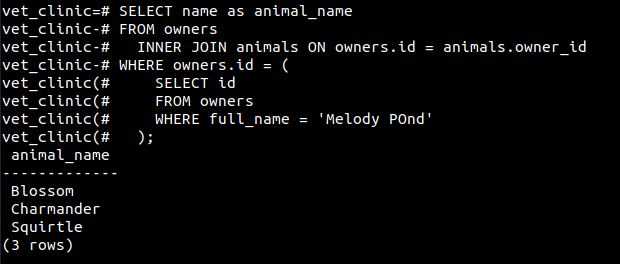 vet_clinic=# SELECT name as animal_name
vet_clinic-# FROM owners
vet_clinic-#   INNER JOIN animals ON owners.id = animals.owner_id
vet_clinic-# WHERE owners.id = (
vet_clinic(#     SELECT id
vet_clinic(#     FROM owners
vet_clinic(#     WHERE full_name = 'Melody POnd'
vet_clinic(#   );
 animal_name
-------------
 Blossom
 Charmander
 Squirtle
(3 rows)